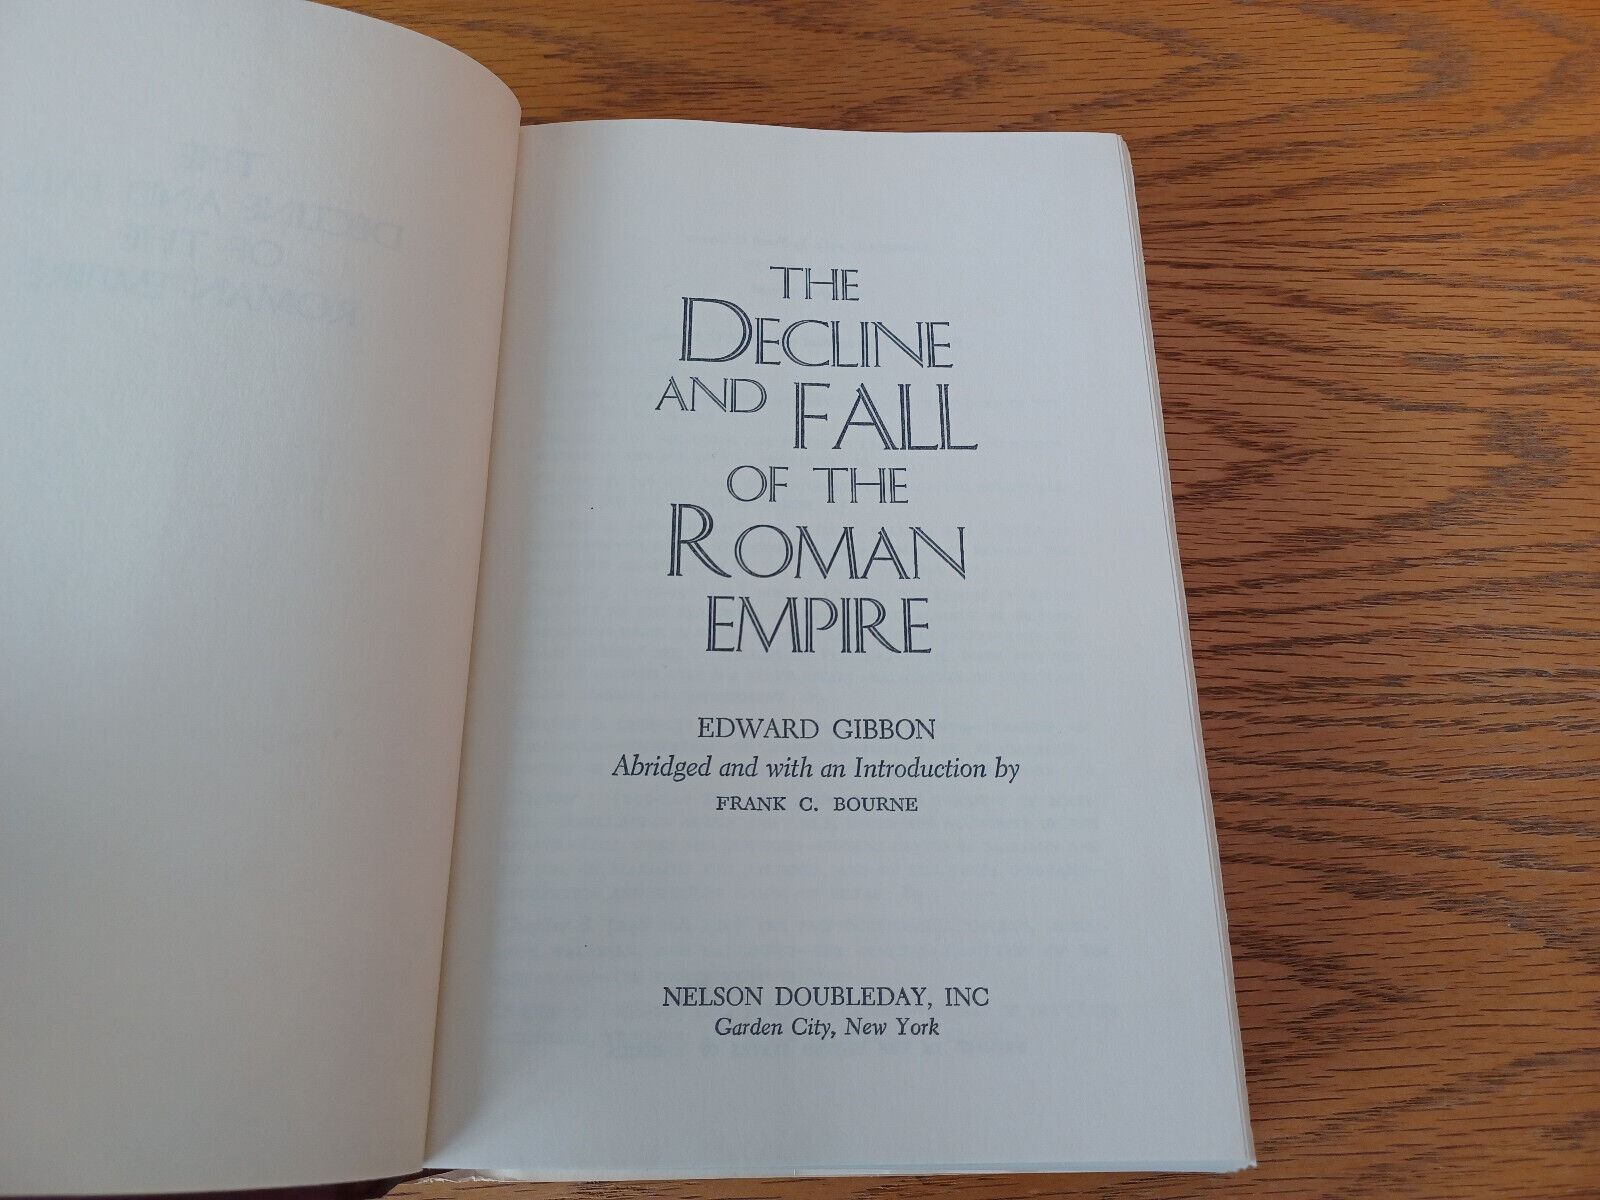 THE
DECLINE
AND FALL
OF THE
ROMAN
EMPIRE
EDWARD GIBBON
Abridged and with an Introduction by
FRANK C. BOURNE
NELSON DOUBLEDAY, INC
Garden City, New York